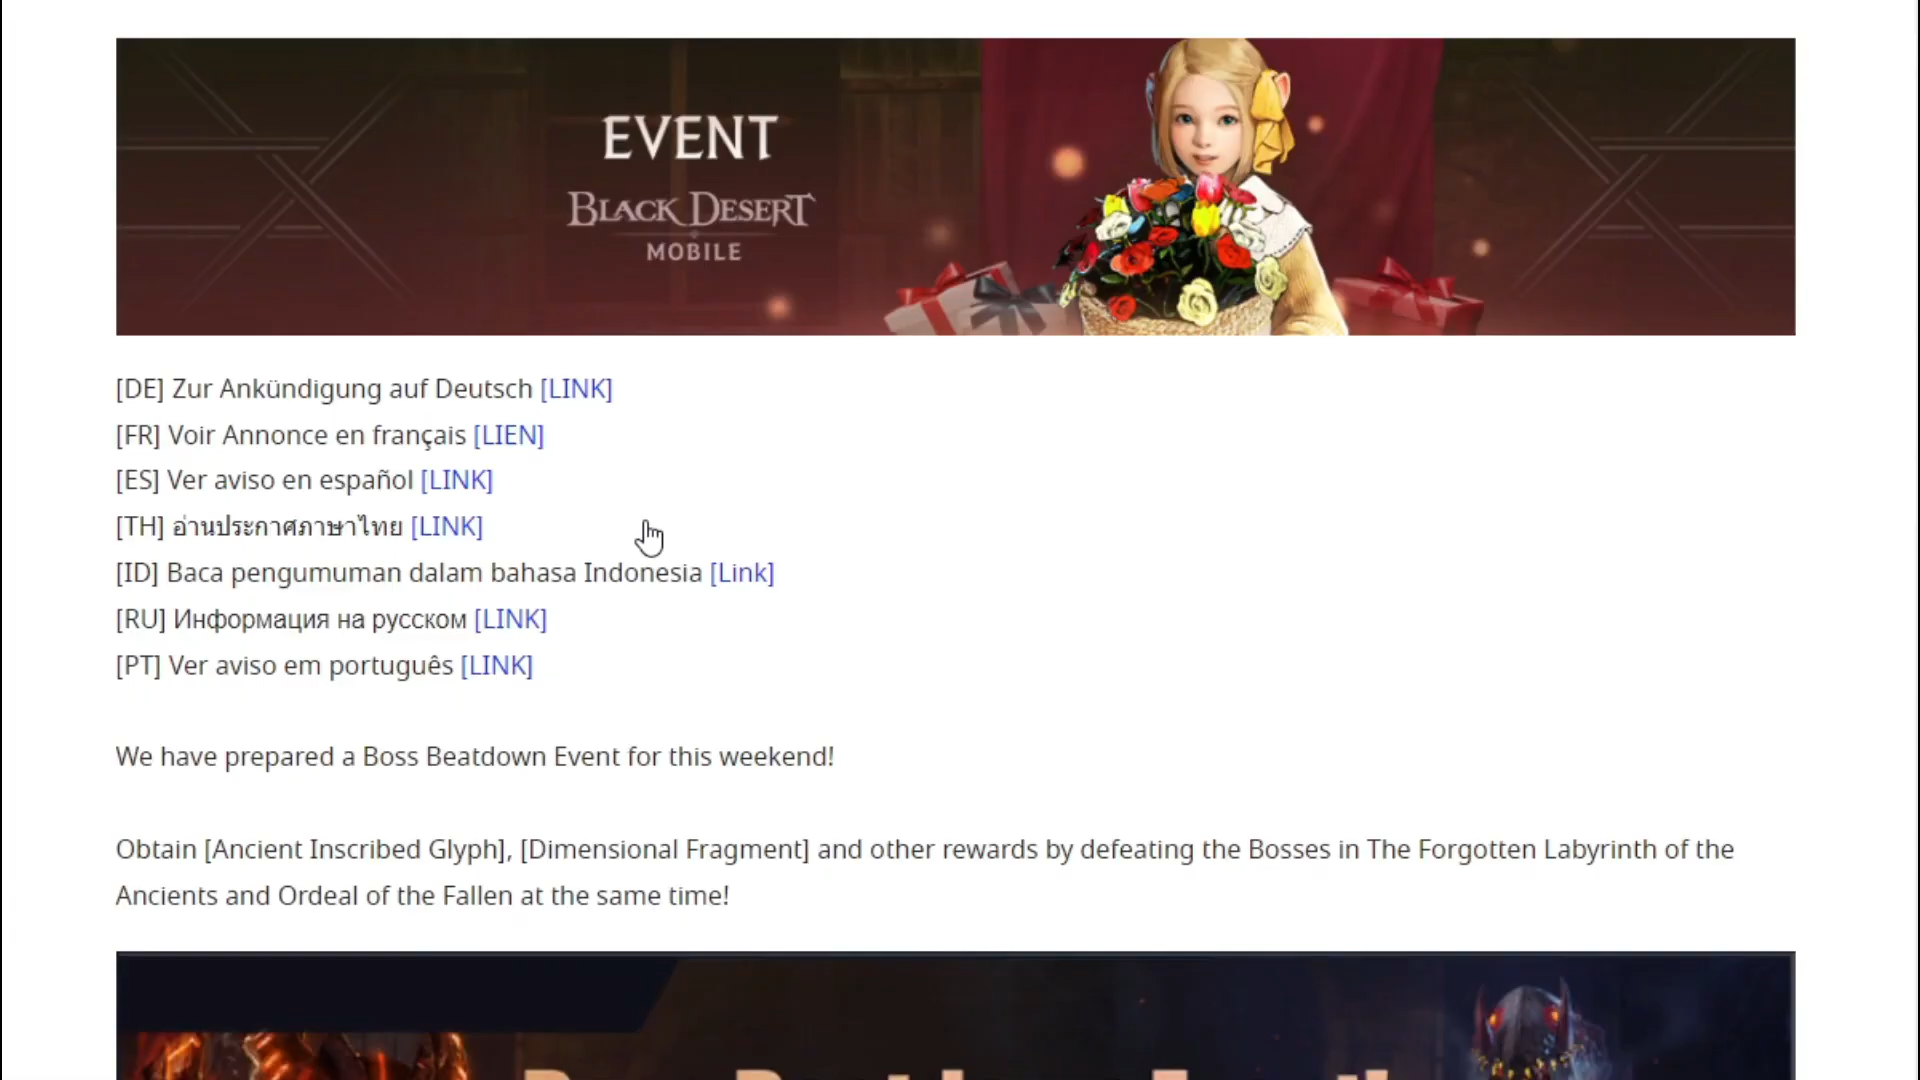 EVENT
BLACK DESERT
MOBILE
[DE] Zur Ankündigung auf Deutsch [LINK]
[FR] Voir Annonce en français [LIEN]
[ES] Ver aviso en español [LINK]
[TH] อ่านประกาศภาษาไทย [LINK]
[ID] Baca pengumuman dalam bahasa Indonesia [Link]
[RU] Информация на русском [LINK]
[PT] Ver aviso em português [LINK]
We have prepared a Boss Beatdown Event for this weekend!
Obtain [Ancient Inscribed Glyph], [Dimensional Fragment] and other rewards by defeating the Bosses in The Forgotten Labyrinth of the
Ancients and Ordeal of the Fallen at the same time!